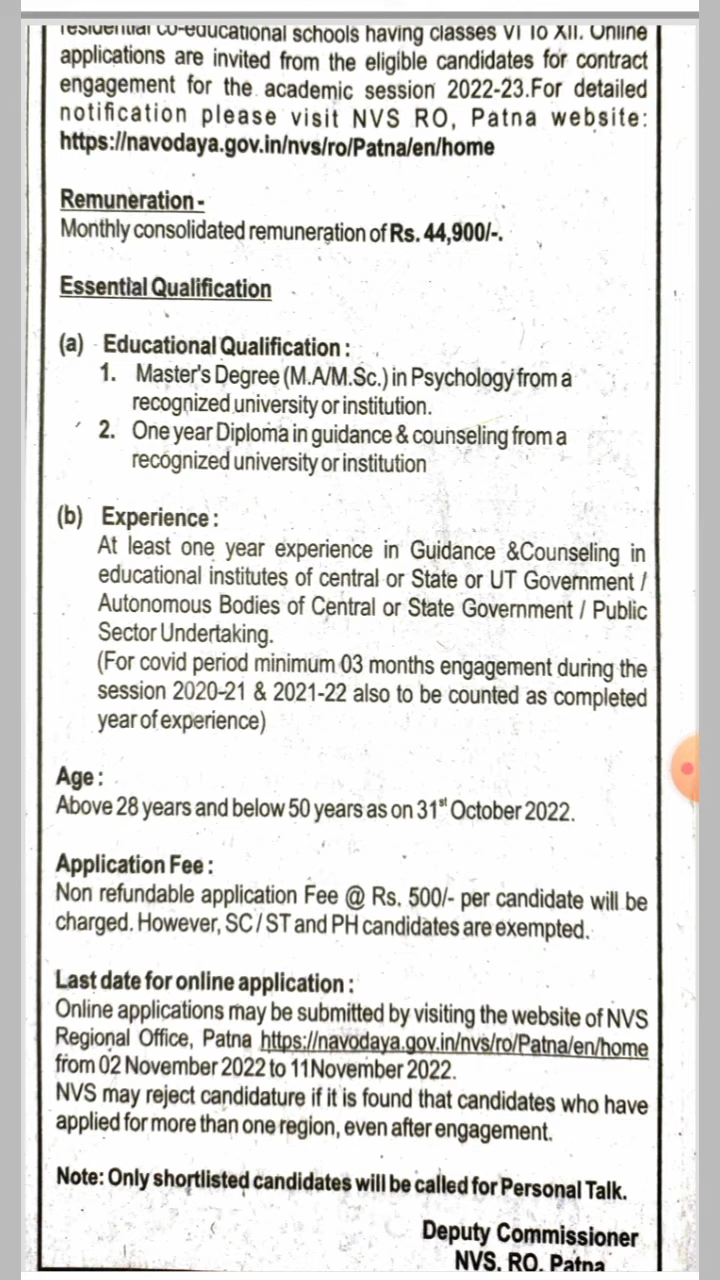 residential co-educational schools having classes VI To XII. Online
applications are invited from the eligible candidates for contract
engagement for the academic session 2022-23.For detailed
notification please visit NVS RO, Patna website:
https://navodaya.gov.in/nvs/ro/Patna/en/home
Remuneration -
Monthly consolidated remuneration of Rs. 44,900/-.
Essential Qualification
(a) Educational Qualification :
1. Master's Degree (M.A/M.Sc.) in Psychology from a
recognized university or institution.
2. One year Diploma in guidance & counseling from a
recognized university or institution
(b) Experience :
At least one year experience in Guidance &Counseling in
educational institutes of central or State or UT Government /
Autonomous Bodies of Central or State Government / Public
Sector Undertaking.
(For covid period minimum 03 months engagement during the
session 2020-21 & 2021-22 also to be counted as completed
year of experience)
Age :
Above 28 years and below 50 years as on 31st October 2022.
Application Fee :
Non refundable application Fee @ Rs. 500/- per candidate will be
charged. However, SC / ST and PH candidates are exempted.
Last date for online application :
Online applications may be submitted by visiting the website of NVS
Regional Office, Patna https://navodaya.gov.in/nvs/ro/Patna/en/home
from 02 November 2022 to 11November 2022.
NVS may reject candidature if it is found that candidates who have
applied for more than one region, even after engagement.
Note: Only shortlisted candidates will be called for Personal Talk.
Deputy Commissioner
NVS, RO, Patna